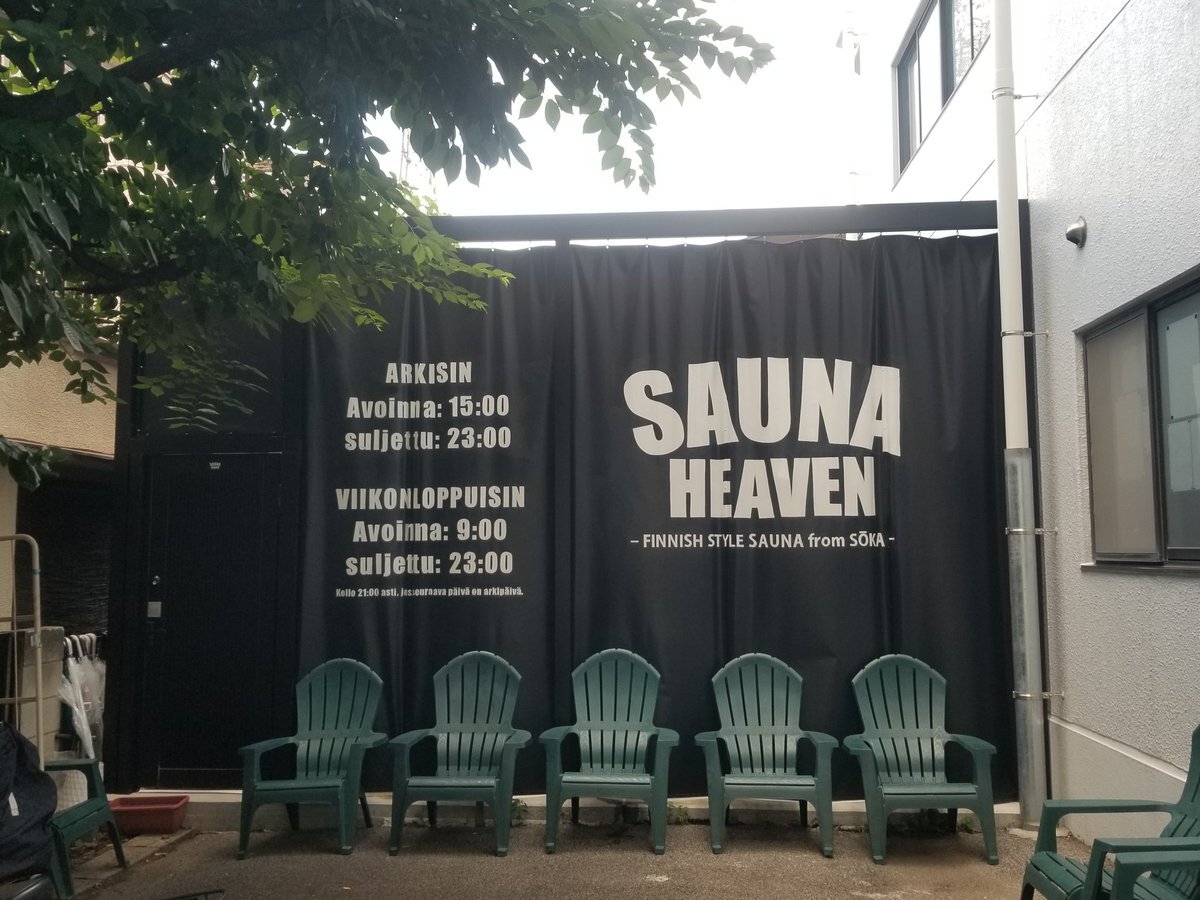 ARKISIN
Avoinna: 15:00
suljettu: 23:00
VIIKONLOPPUISIN
Avoinna: 9:00
suljettu: 23:00
Kello 21:00 asti, jos seuraava päivä on arkipäivä.
SAUNA
HEAVEN
– FINNISH STYLE SAUNA from SŌKA –